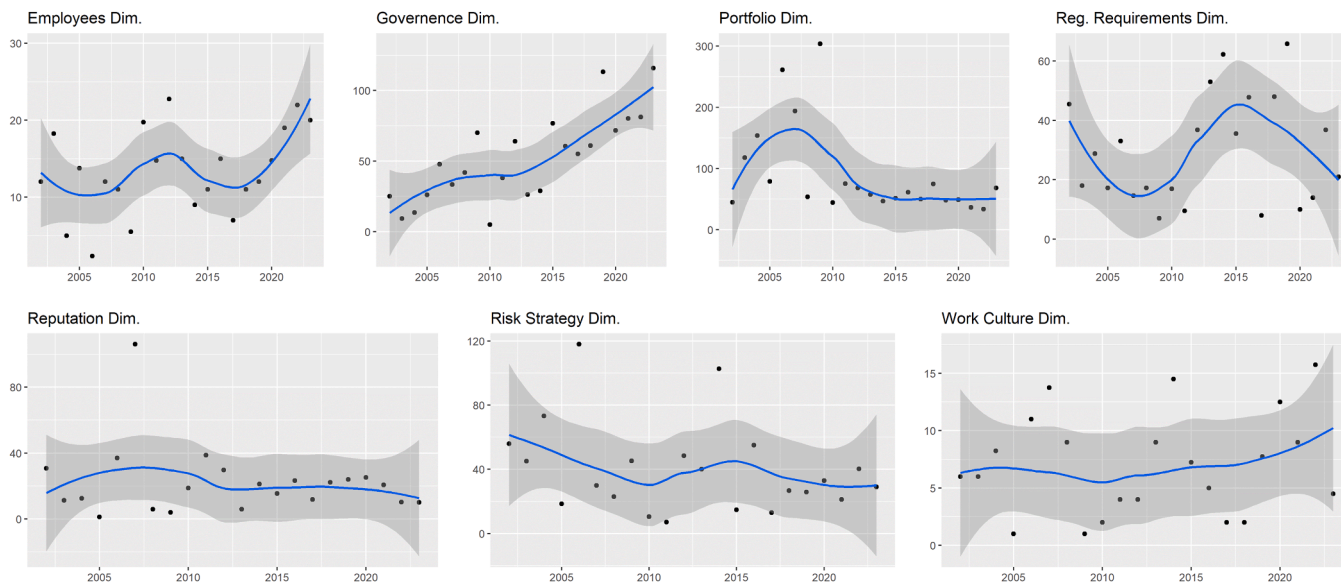 Employees Dim.
30
20
10
2005 2010 2015 2020
Governence Dim.
100
50
0
2005 2010 2015 2020
Portfolio Dim.
300
200
100
0
2005 2010 2015 2020
Reg. Requirements Dim.
60
40
20
0
2005 2010 2015 2020
Reputation Dim.
80
40
0
2005 2010 2015 2020
Risk Strategy Dim.
120
80
40
0
2005 2010 2015 2020
Work Culture Dim.
15
10
5
0
2005 2010 2015 2020